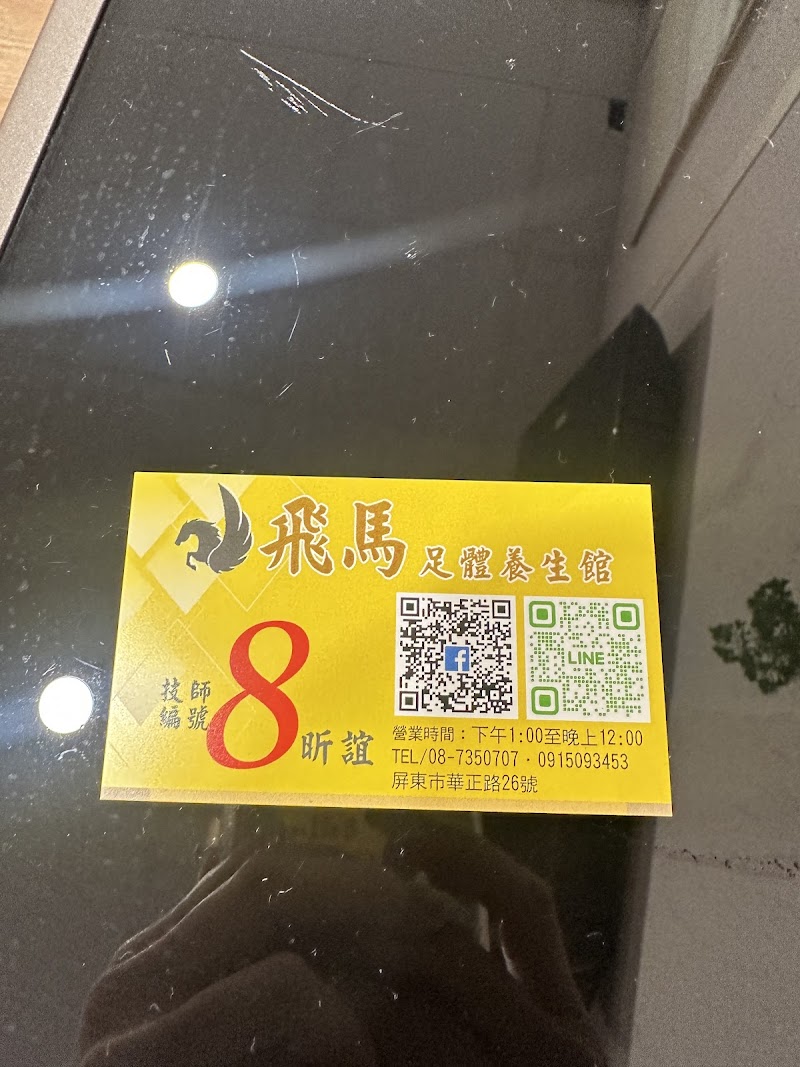 飛馬足體養生館
LINE
技師
編號
8
昕誼
營業時間：下午1:00至晚上12:00
TEL/08-7350707・0915093453
屏東市華正路26號